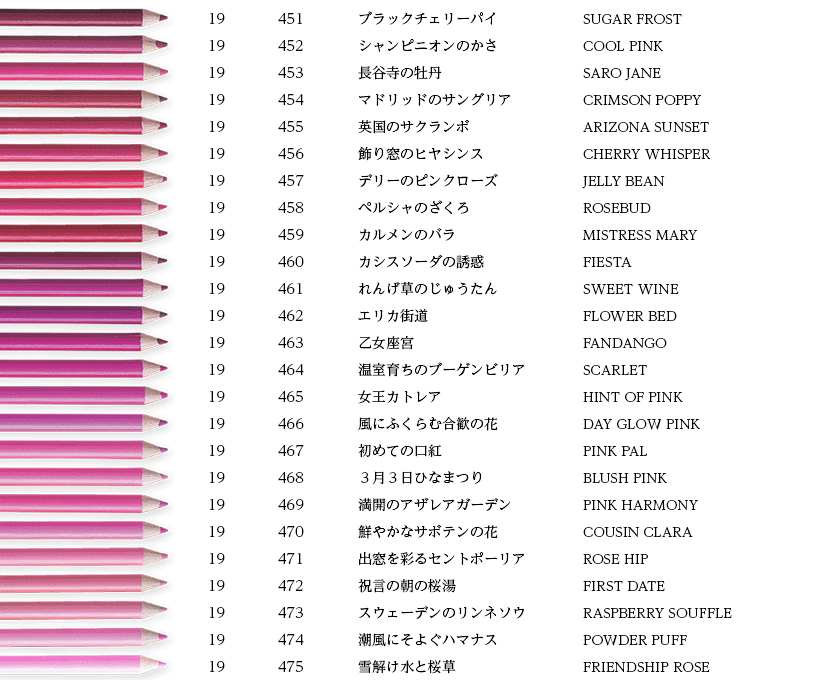 19 451 ブラックチェリーパイ SUGAR FROST
19 452 シャンピニオンのかさ COOL PINK
19 453 長谷寺の牡丹 SARO JANE
19 454 マドリッドのサングリア CRIMSON POPPY
19 455 英国のサクランボ ARIZONA SUNSET
19 456 飾り窓のヒヤシンス CHERRY WHISPER
19 457 デリーのピンクローズ JELLY BEAN
19 458 ペルシャのざくろ ROSEBUD
19 459 カルメンのバラ MISTRESS MARY
19 460 カシスソーダの誘惑 FIESTA
19 461 れんげ草のじゅうたん SWEET WINE
19 462 エリカ街道 FLOWER BED
19 463 乙女座宮 FANDANGO
19 464 温室育ちのブーゲンビリア SCARLET
19 465 女王カトレア HINT OF PINK
19 466 風にふくらむ合歓の花 DAY GLOW PINK
19 467 初めての口紅 PINK PAL
19 468 ３月３日ひなまつり BLUSH PINK
19 469 満開のアザレアガーデン PINK HARMONY
19 470 鮮やかなサボテンの花 COUSIN CLARA
19 471 出窓を彩るセントポーリア ROSE HIP
19 472 祝言の朝の桜湯 FIRST DATE
19 473 スウェーデンのリンネソウ RASPBERRY SOUFFLE
19 474 潮風にそよぐハマナス POWDER PUFF
19 475 雪解け水と桜草 FRIENDSHIP ROSE